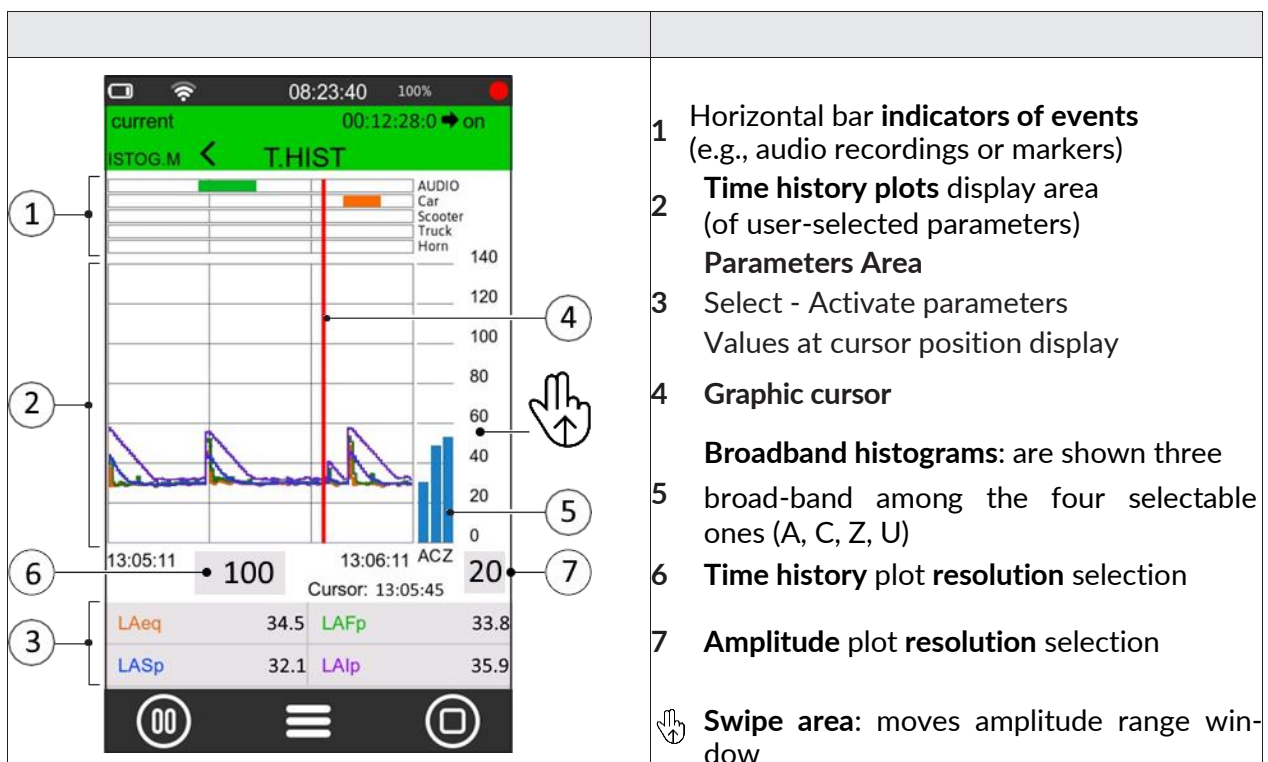 08:23:40 100%
current 00:12:28:0 → on
ISTOG.M < T.HIST
AUDIO
Car
Scooter
Truck
Horn
140
120
100
80
60
40
20
0
13:05:11 13:06:11 ACZ
100 20
Cursor: 13:05:45
LAeq 34.5 LAFp 33.8
LASp 32.1 LAIp 35.9
1
2
4
5
6
7
3
1 Horizontal bar indicators of events
(e.g., audio recordings or markers)
2 Time history plots display area
(of user-selected parameters)
Parameters Area
3 Select - Activate parameters
Values at cursor position display
4 Graphic cursor
Broadband histograms: are shown three
5 broad-band among the four selectable
ones (A, C, Z, U)
6 Time history plot resolution selection
7 Amplitude plot resolution selection
Swipe area: moves amplitude range win-
dow